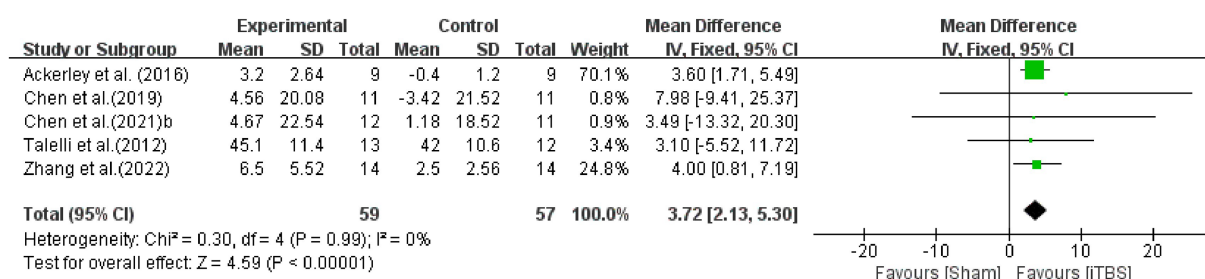 Experimental Control Mean Difference Mean Difference
Study or Subgroup Mean SD Total Mean SD Total Weight IV, Fixed, 95% CI IV, Fixed, 95% CI
Ackerley et al. (2016) 3.2 2.64 9 -0.4 1.2 9 70.1% 3.60 [1.71, 5.49]
Chen et al.(2019) 4.56 20.08 11 -3.42 21.52 11 0.8% 7.98 [-9.41, 25.37]
Chen et al.(2021)b 4.67 22.54 12 1.18 18.52 11 0.9% 3.49 [-13.32, 20.30]
Talelli et al.(2012) 45.1 11.4 13 42 10.6 12 3.4% 3.10 [-5.52, 11.72]
Zhang et al.(2022) 6.5 5.52 14 2.5 2.56 14 24.8% 4.00 [0.81, 7.19]
Total (95% CI) 59 57 100.0% 3.72 [2.13, 5.30]
Heterogeneity: Chi² = 0.30, df = 4 (P = 0.99); I² = 0%
Test for overall effect: Z = 4.59 (P < 0.00001)
-20 -10 0 10 20
Favours [Sham] Favours [iTBS]